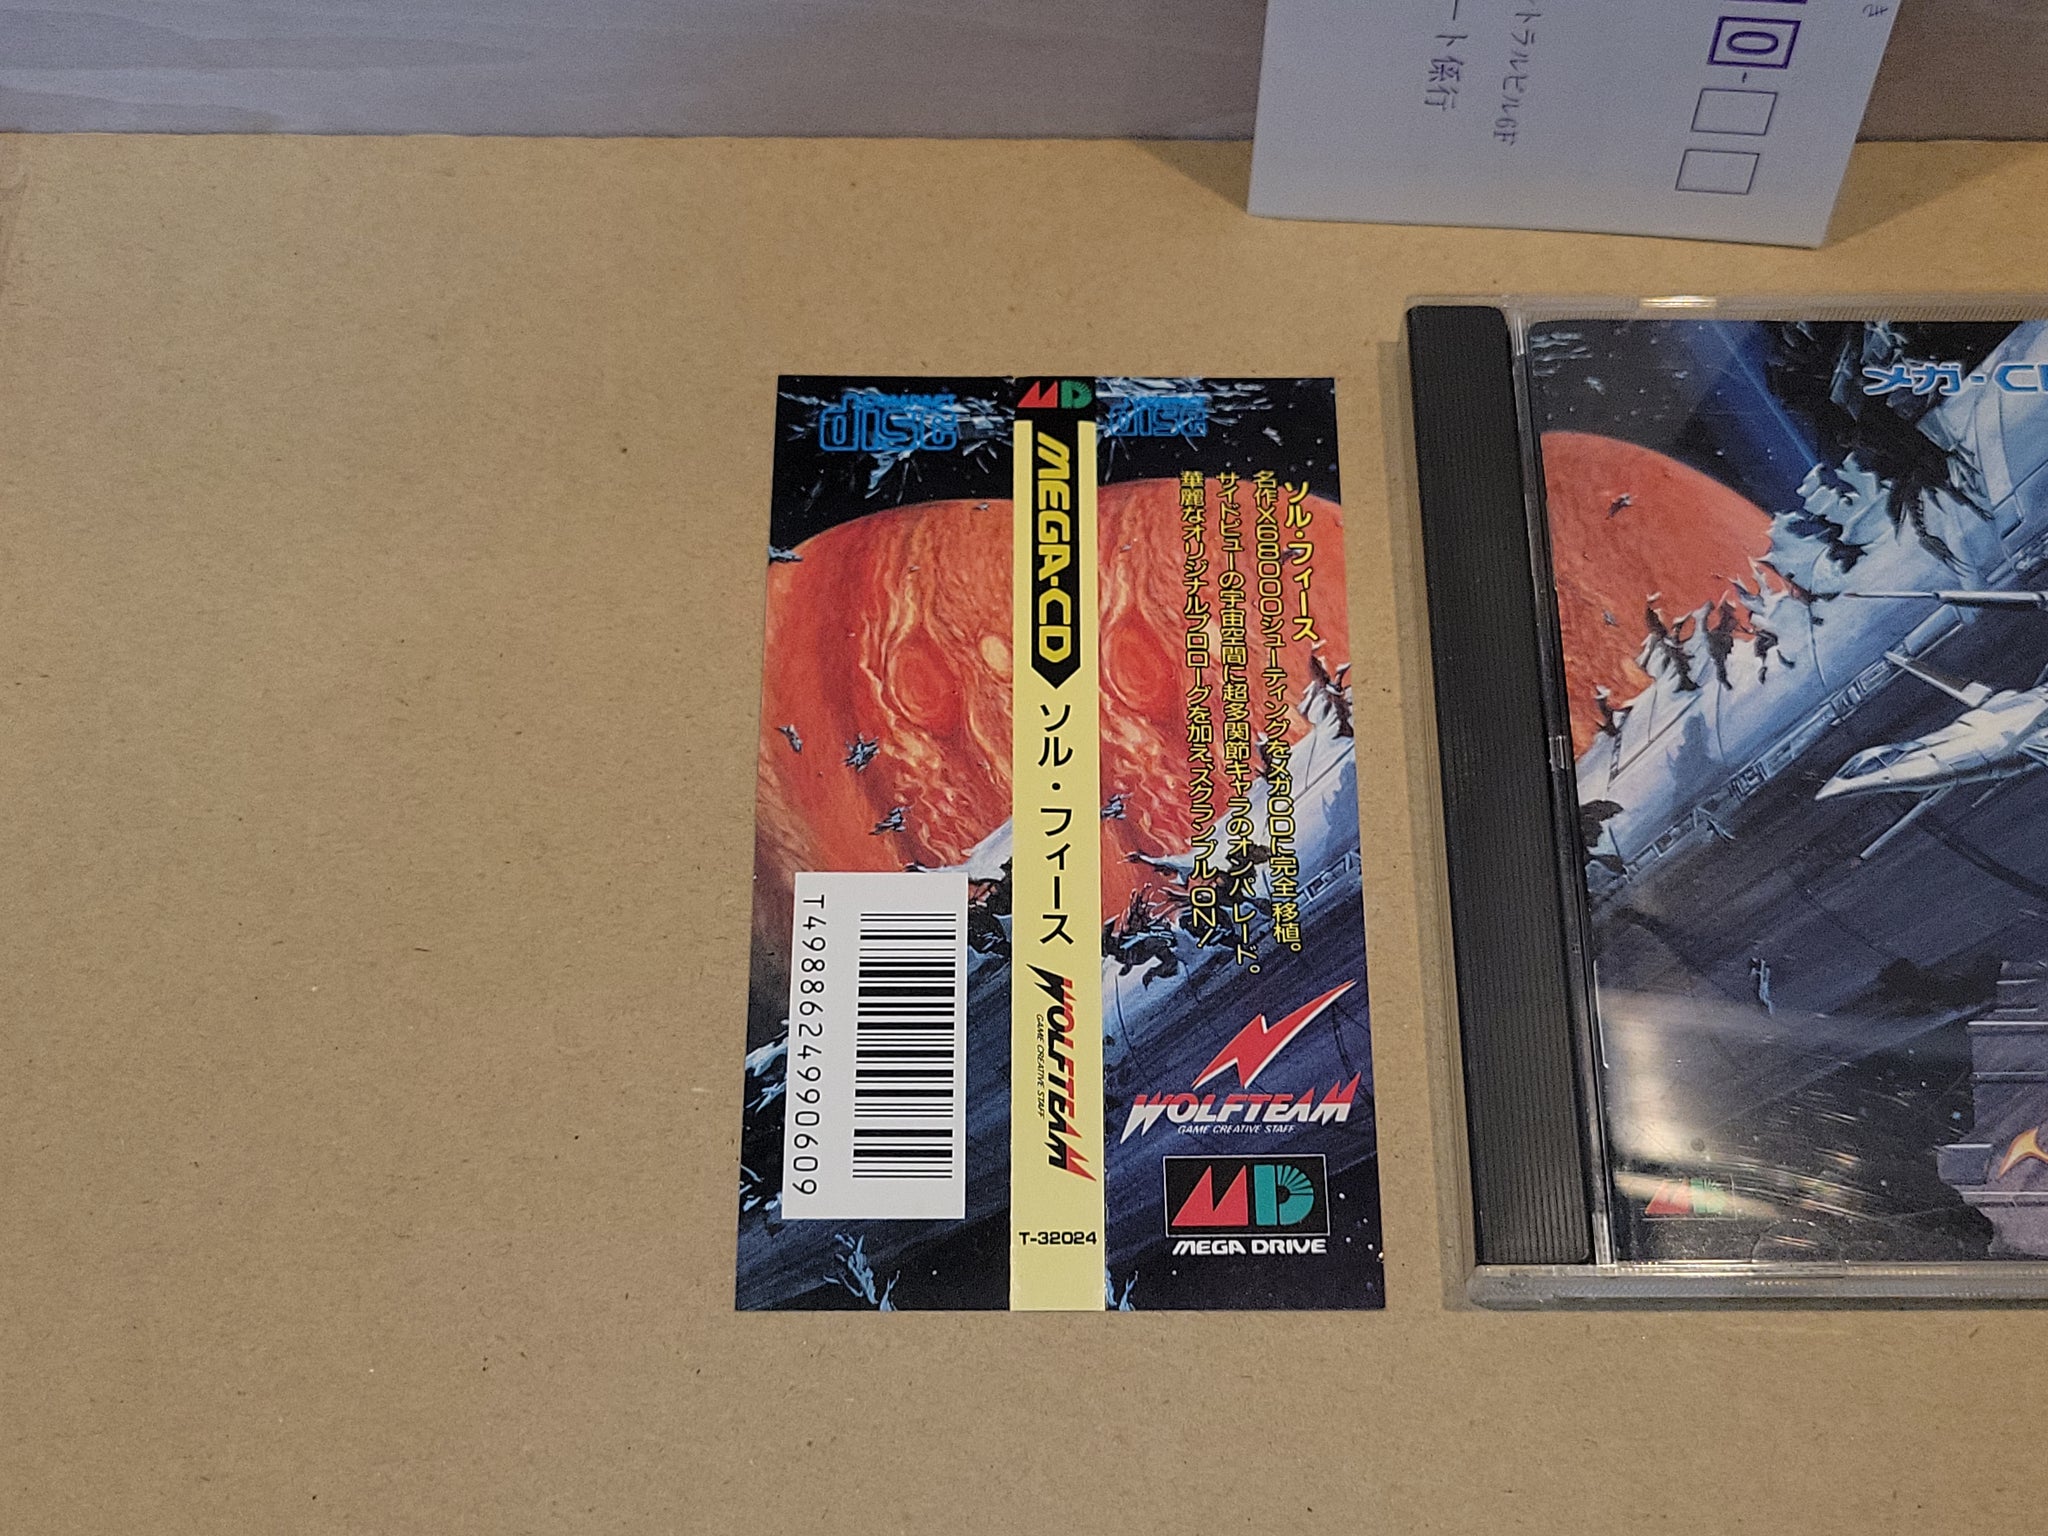 き
0-
ントラルビル6F
ート係行
COMPACT
disc
MD
MEGA-CD
ソル・フィース
WOLFTEAM
GAME CREATIVE STAFF
T-32024
T4988624990609
ソル・フィース
名作X68000シューティングをメガCDに完全移植。
サイドビューの宇宙空間に超多関節キャラのオンパレード。
華麗なオリジナルプロローグを加え、スクランブルON!
WOLFTEAM
GAME CREATIVE STAFF
MD
MEGA DRIVE
メガ-CD
MD